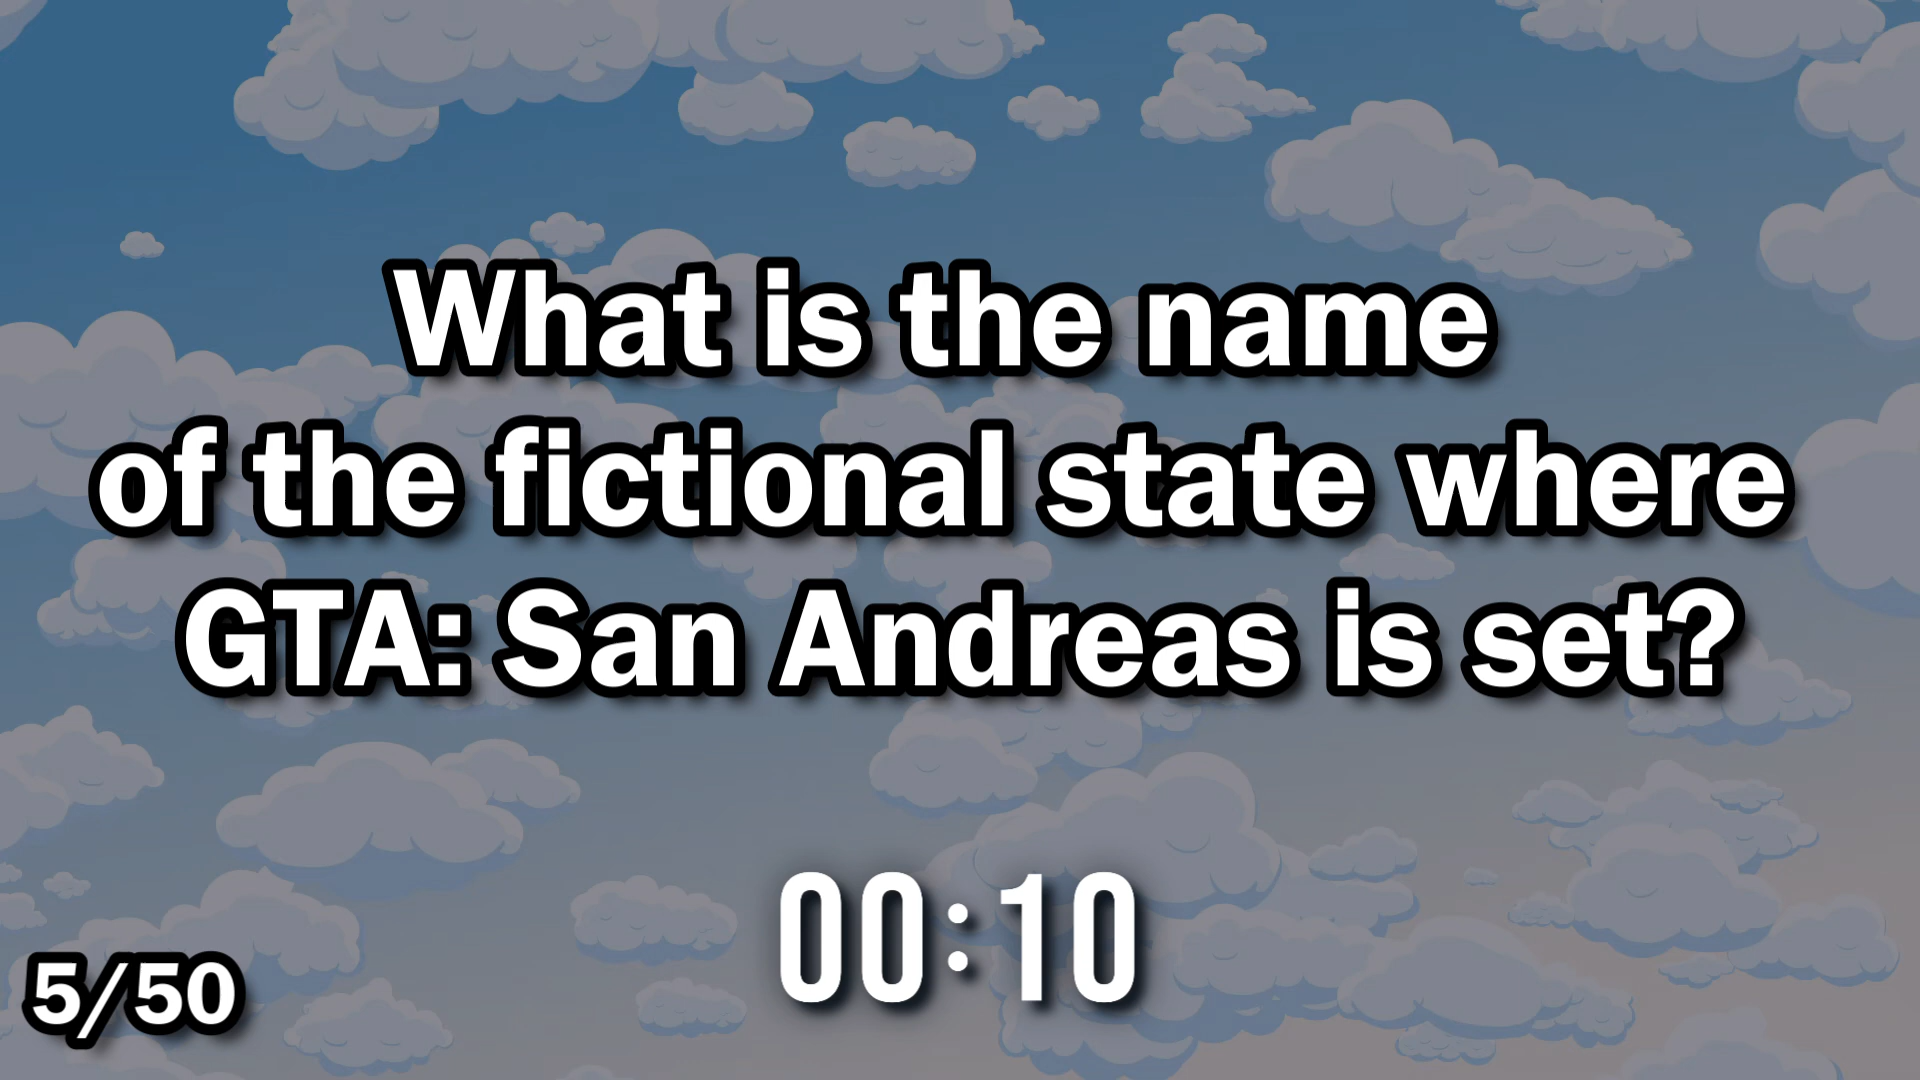 What is the name
of the fictional state where
GTA: San Andreas is set?
00:10
5/50